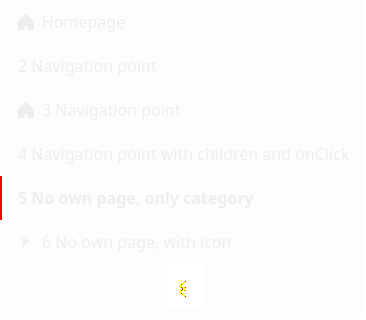 Homepage
2 Navigation point
3 Navigation point
4 Navigation point with children and onClick
5 No own page, only category
6 No own page, with icon